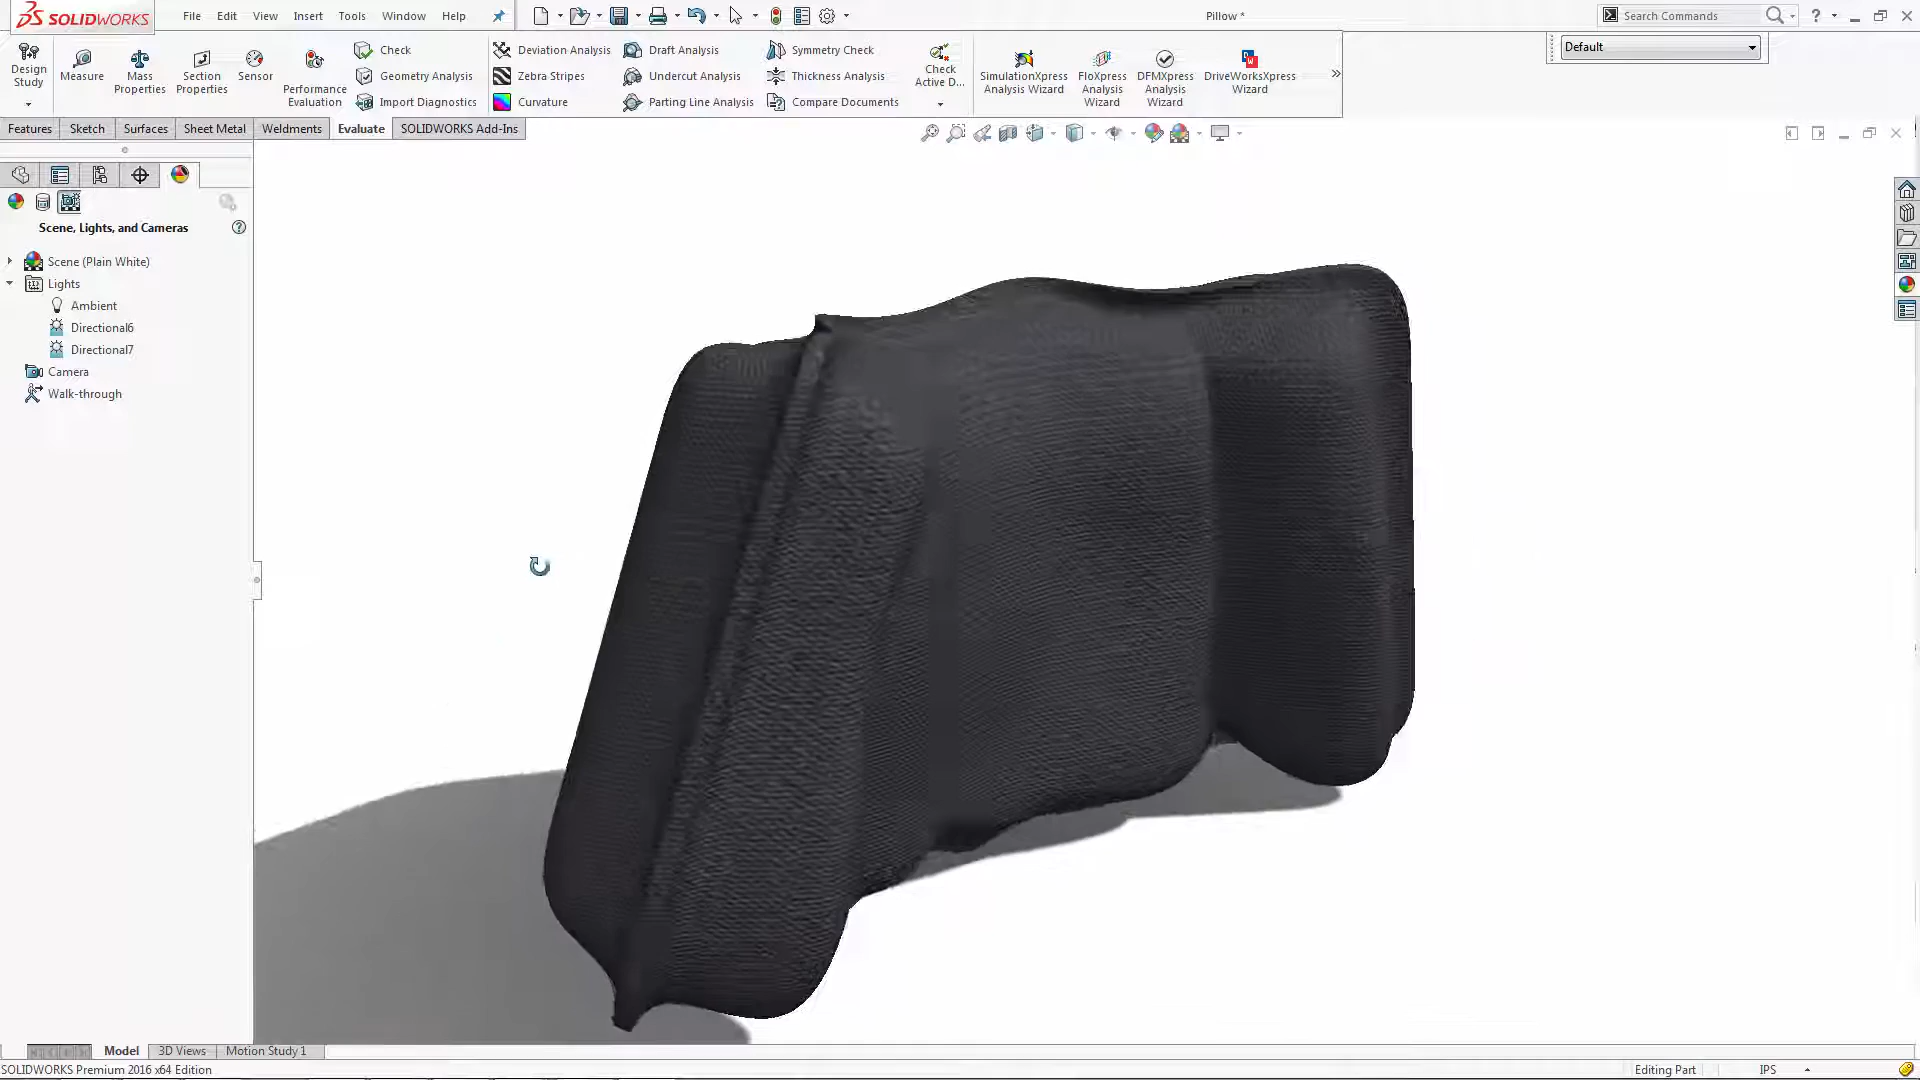 SOLIDWORKS File Edit View Insert Tools Window Help Pillow * Search Commands
Design Study
Measure
Mass Properties
Section Properties
Sensor
Performance Evaluation
Check
Geometry Analysis
Import Diagnostics
Deviation Analysis
Zebra Stripes
Curvature
Draft Analysis
Undercut Analysis
Parting Line Analysis
Symmetry Check
Thickness Analysis
Compare Documents
Check Active D...
SimulationXpress Analysis Wizard
FloXpress Analysis Wizard
DFMXpress Analysis Wizard
DriveWorksXpress Wizard
Default
Features Sketch Surfaces Sheet Metal Weldments Evaluate SOLIDWORKS Add-Ins
Scene, Lights, and Cameras
Scene (Plain White)
Lights
Ambient
Directional6
Directional7
Camera
Walk-through
Model 3D Views Motion Study 1
SOLIDWORKS Premium 2016 x64 Edition Editing Part IPS